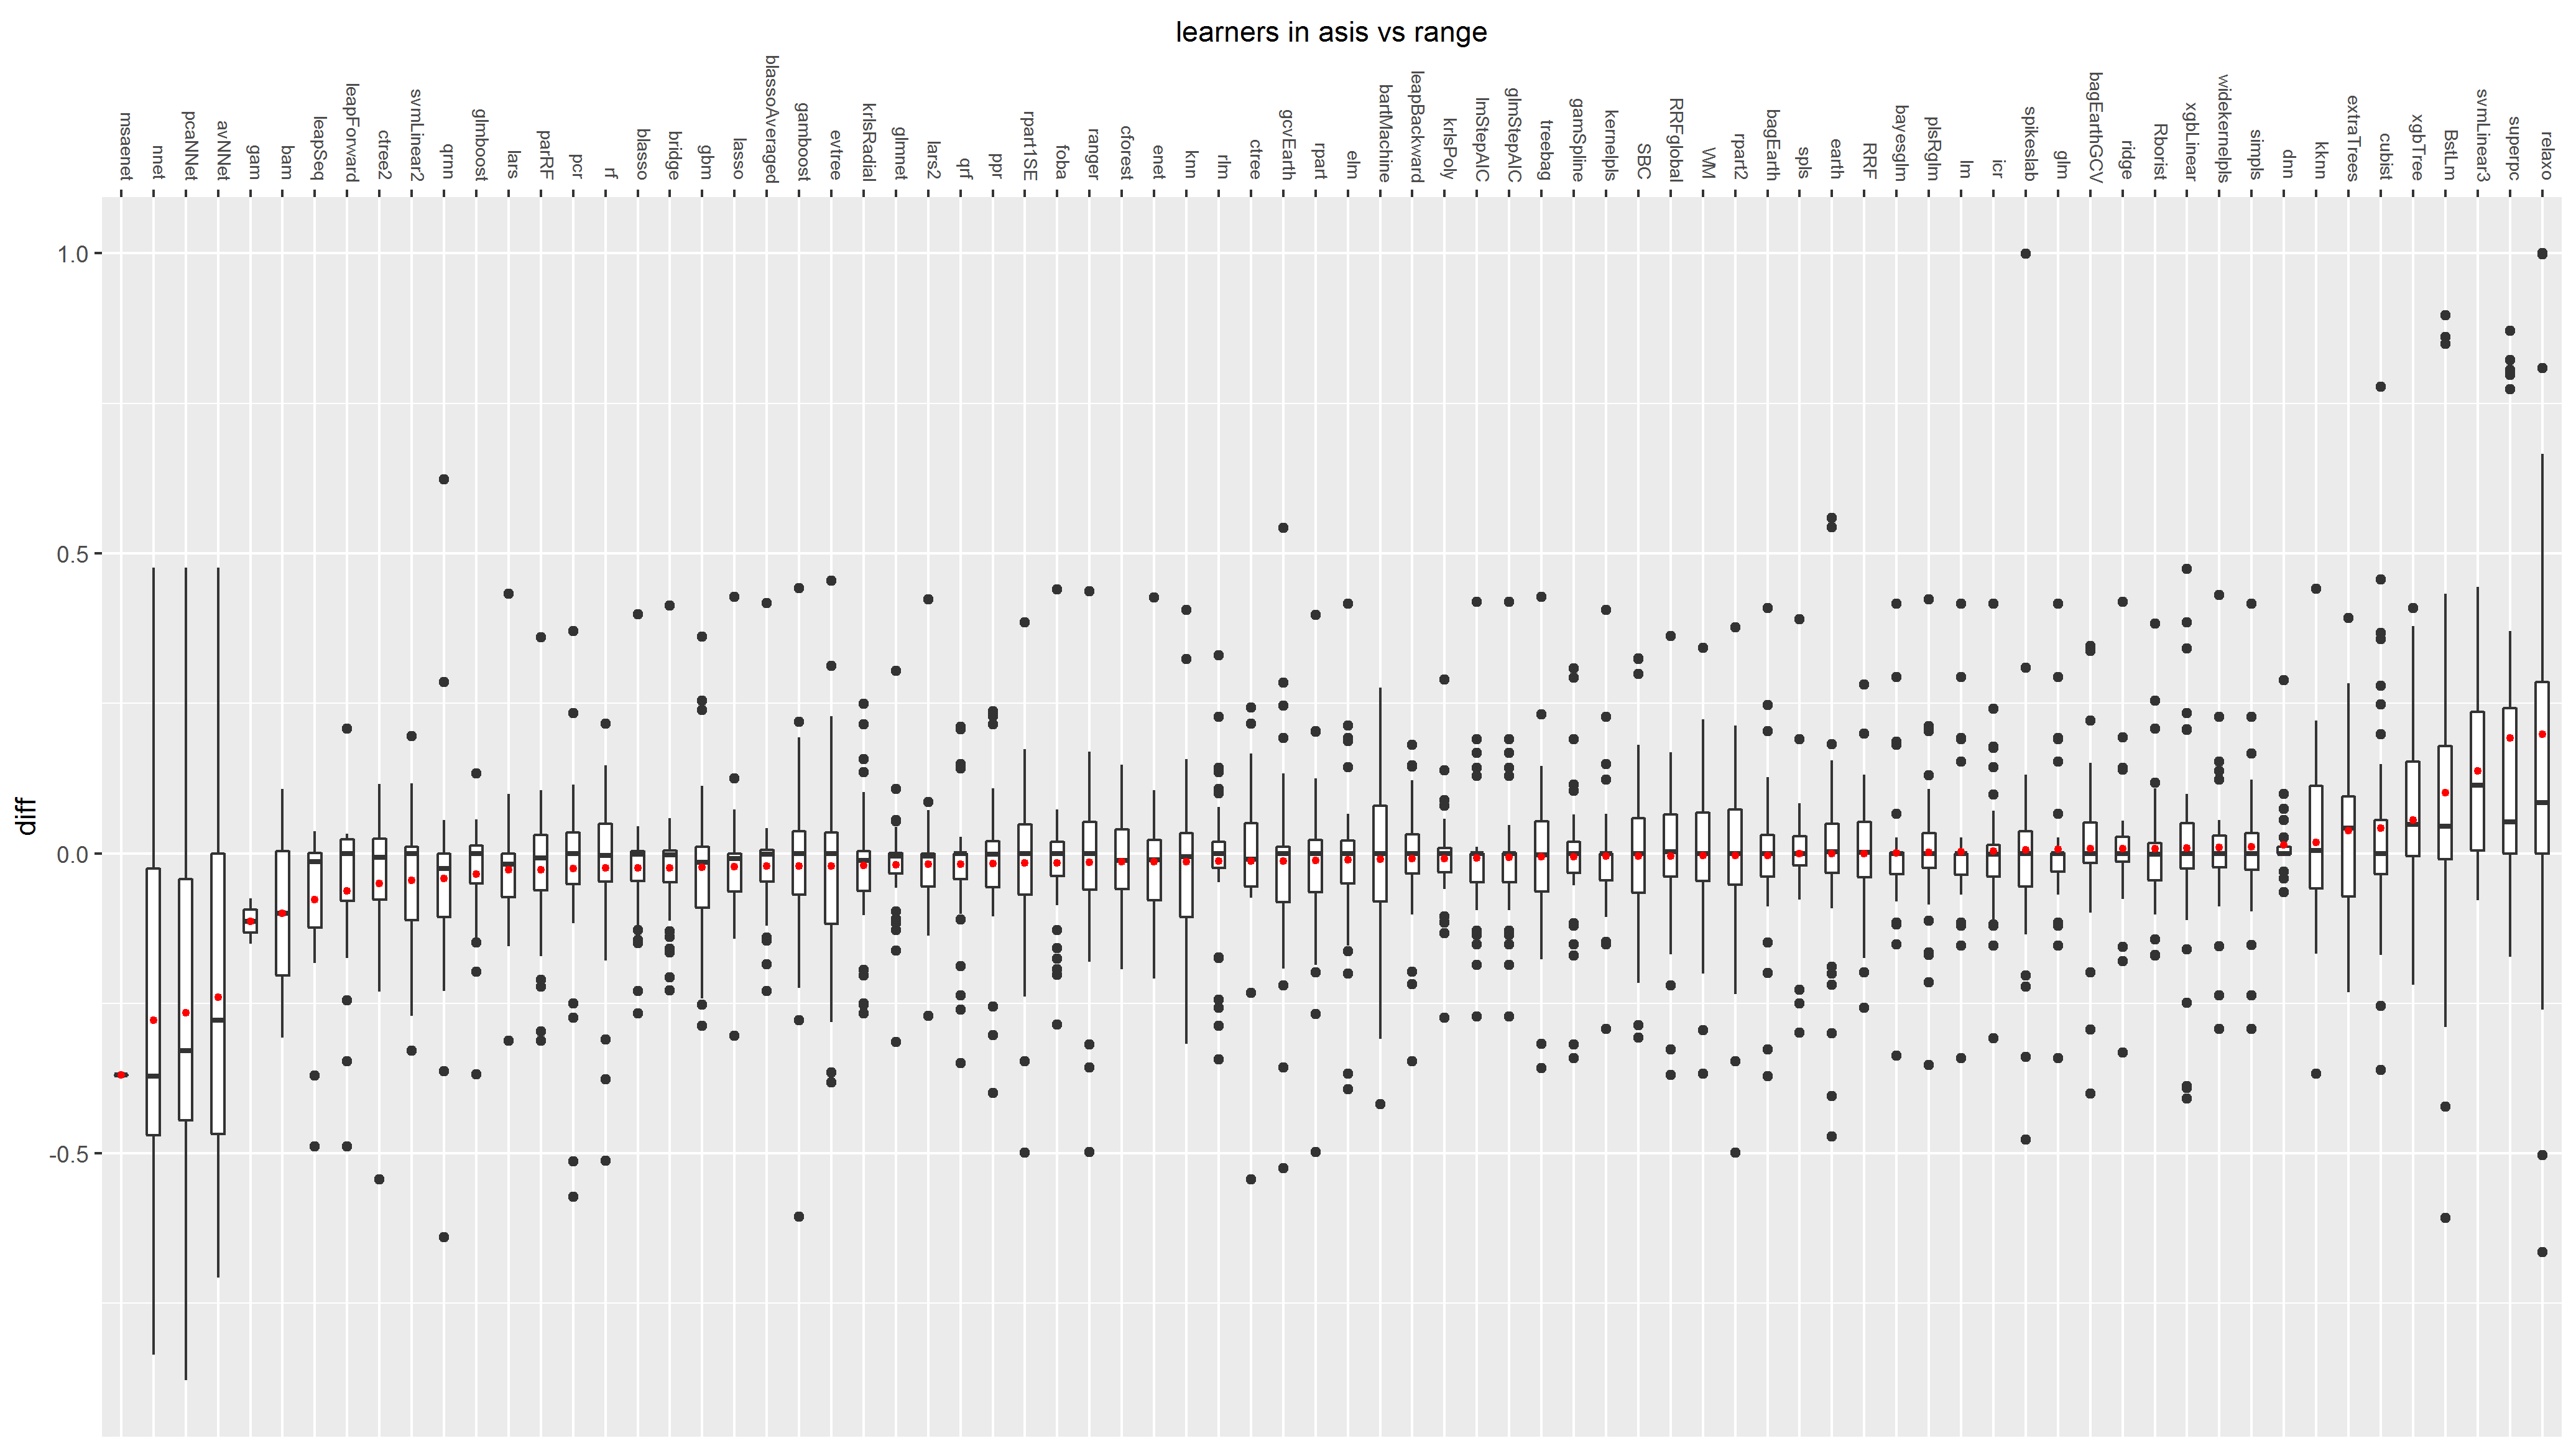 learners in asis vs range
msaenet
nnet
pcaNNet
avNNet
gam
bam
leapSeq
leapForward
ctree2
svmLinear2
qrnn
glmboost
lars
parRF
pcr
rf
blasso
bridge
gbm
lasso
blassoAveraged
gamboost
evtree
krlsRadial
glmnet
lars2
qrf
ppr
rpart1SE
foba
ranger
cforest
enet
knn
rlm
ctree
gcvEarth
rpart
elm
bartMachine
leapBackward
krlsPoly
lmStepAIC
glmStepAIC
treebag
gamSpline
kernelpls
SBC
RRFglobal
WM
rpart2
bagEarth
spls
earth
RRF
bayesglm
plsRglm
lm
icr
spikeslab
glm
bagEarthGCV
ridge
Rborist
xgbLinear
widekernelpls
simpls
dnn
kknn
extraTrees
cubist
xgbTree
BstLm
svmLinear3
superpc
relaxo
1.0
0.5
0.0
-0.5
diff